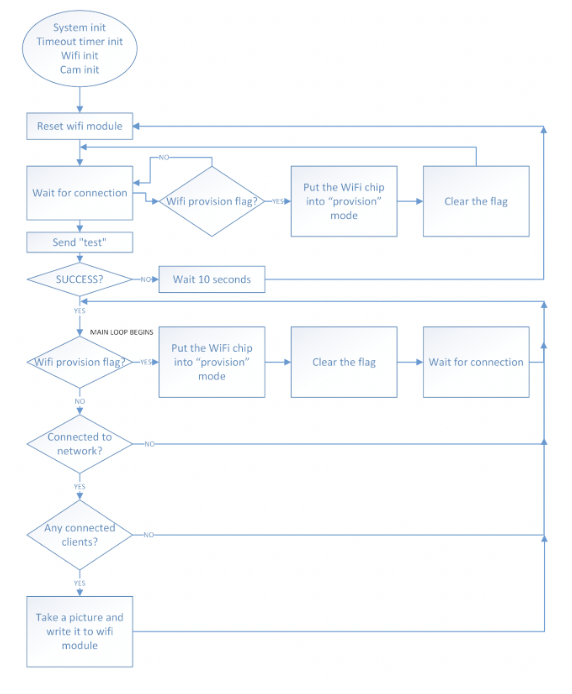 System init
Timeout timer init
Wifi init
Cam init
Reset wifi module
NO
Wait for connection
Wifi provision flag?
YES
Put the WiFi chip
into “provision”
mode
Clear the flag
Send "test"
SUCCESS?
NO
Wait 10 seconds
YES
MAIN LOOP BEGINS
Wifi provision flag?
YES
Put the WiFi chip
into “provision”
mode
Clear the flag
Wait for connection
NO
Connected to
network?
NO
YES
Any connected
clients?
NO
YES
Take a picture and
write it to wifi
module